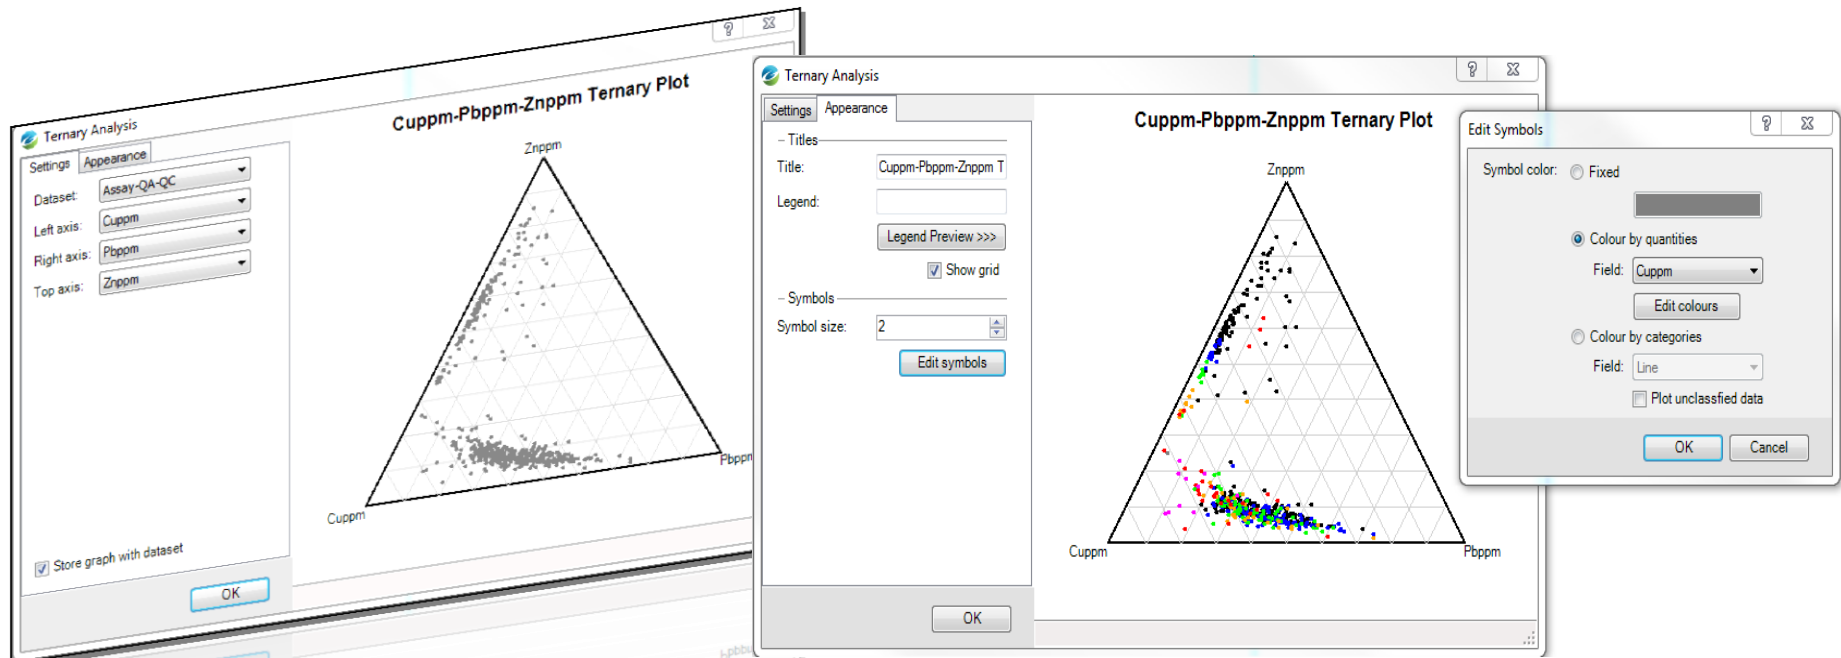 Ternary Analysis
Settings
Appearance
Dataset:
Assay-QA-QC
Left axis:
Cuppm
Right axis:
Pbppm
Top axis:
Znppm
Store graph with dataset
OK
Cuppm-Pbppm-Znppm Ternary Plot
Znppm
Cuppm
Pbppm
Ternary Analysis
?
Settings
Appearance
Titles
Title:
Cuppm-Pbppm-Znppm T
Legend:
Legend Preview >>>
Show grid
Symbols
Symbol size:
2
Edit symbols
OK
Cuppm-Pbppm-Znppm Ternary Plot
Znppm
Cuppm
Pbppm
Edit Symbols
?
Symbol color:
Fixed
Colour by quantities
Field:
Cuppm
Edit colours
Colour by categories
Field:
Line
Plot unclassfied data
OK
Cancel